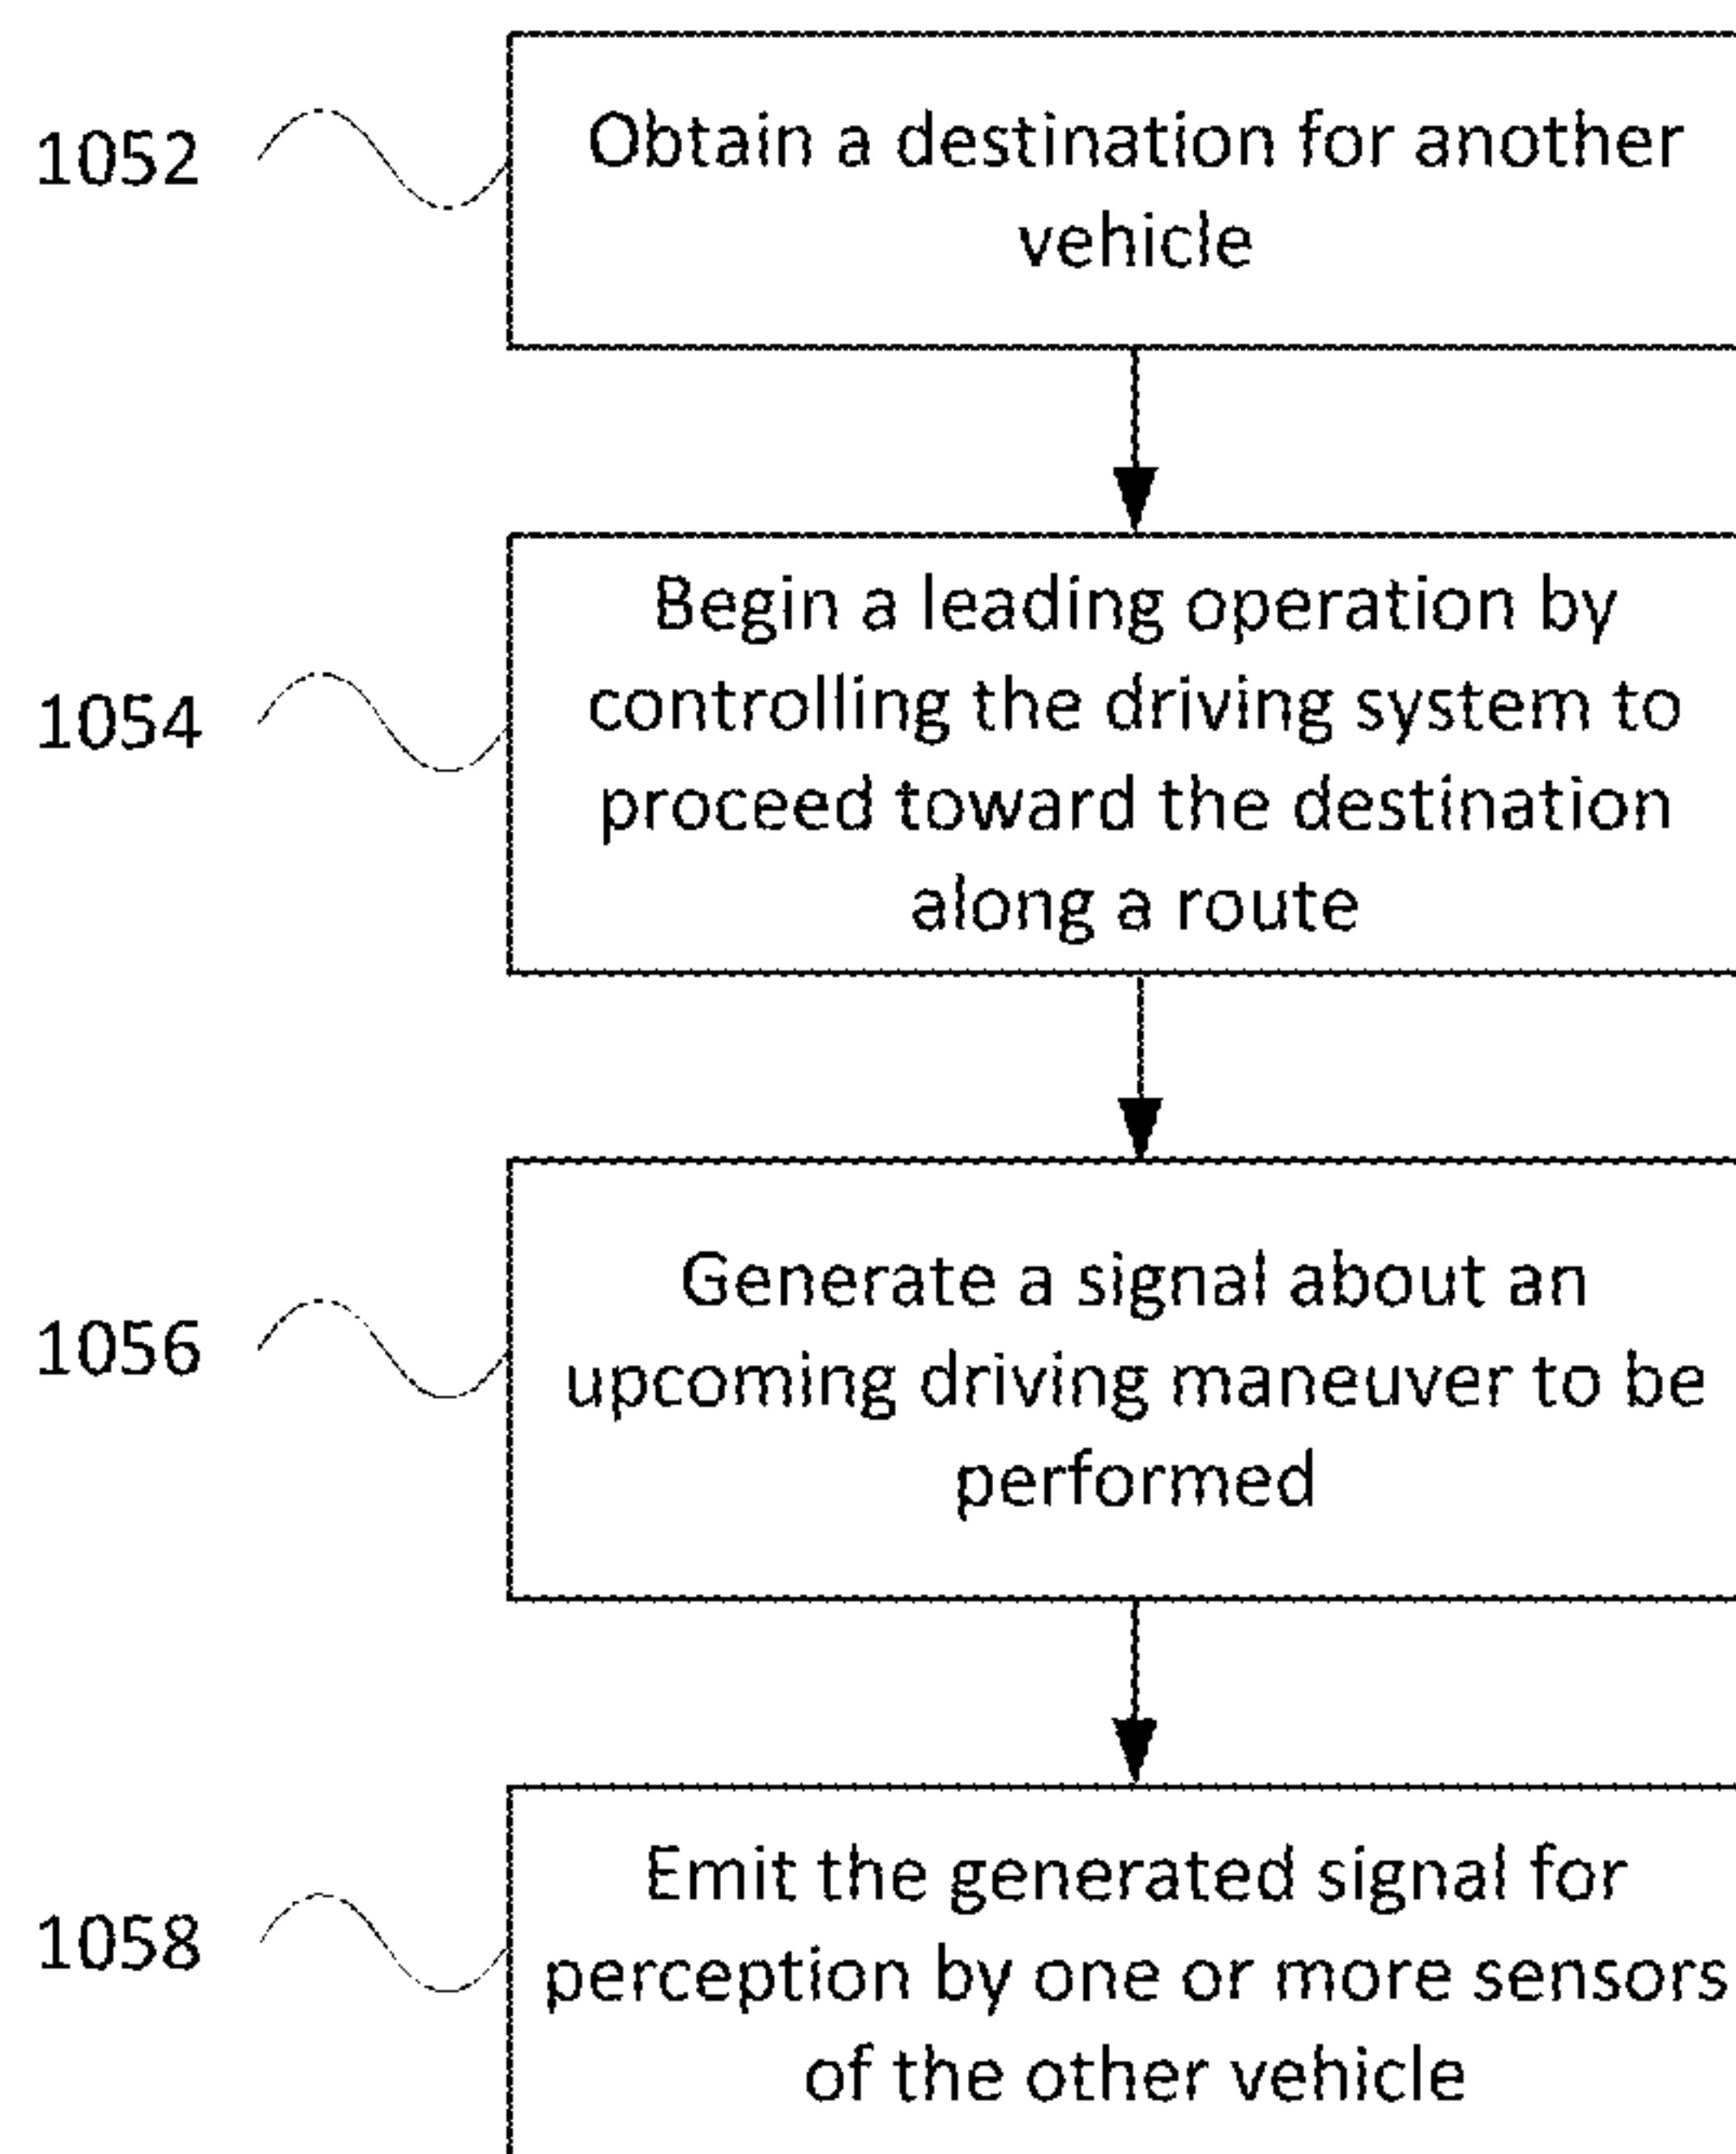 1052
Obtain a destination for another
vehicle
1054
Begin a leading operation by
controlling the driving system to
proceed toward the destination
along a route
1056
Generate a signal about an
upcoming driving maneuver to be
performed
1058
Emit the generated signal for
perception by one or more sensors
of the other vehicle